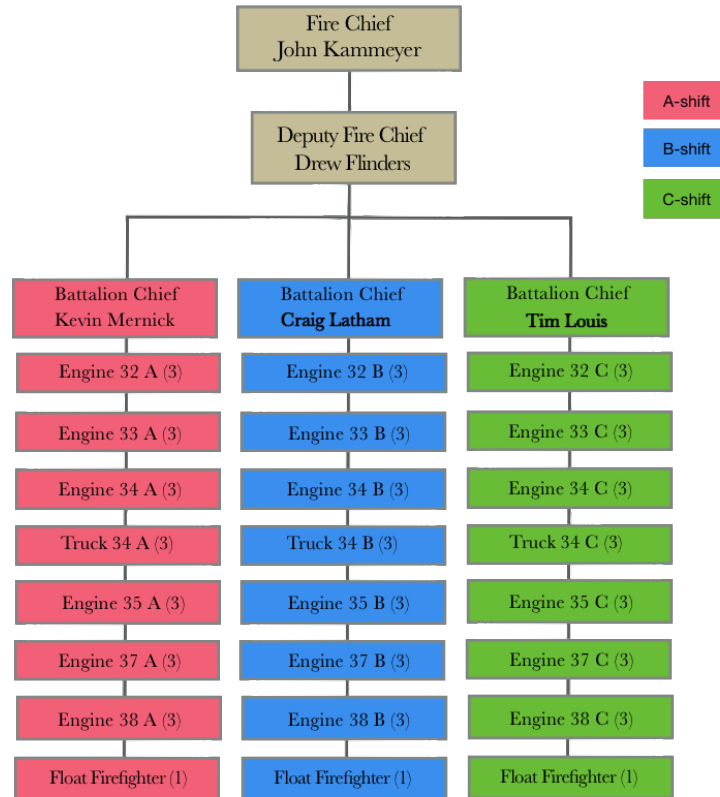 Fire Chief
John Kammeyer
Deputy Fire Chief
Drew Flinders
A-shift
B-shift
C-shift
Battalion Chief
Kevin Mernick
Engine 32 A (3)
Engine 33 A (3)
Engine 34 A (3)
Truck 34 A (3)
Engine 35 A (3)
Engine 37 A (3)
Engine 38 A (3)
Float Firefighter (1)
Battalion Chief
Craig Latham
Engine 32 B (3)
Engine 33 B (3)
Engine 34 B (3)
Truck 34 B (3)
Engine 35 B (3)
Engine 37 B (3)
Engine 38 B (3)
Float Firefighter (1)
Battalion Chief
Tim Louis
Engine 32 C (3)
Engine 33 C (3)
Engine 34 C (3)
Truck 34 C (3)
Engine 35 C (3)
Engine 37 C (3)
Engine 38 C (3)
Float Firefighter (1)